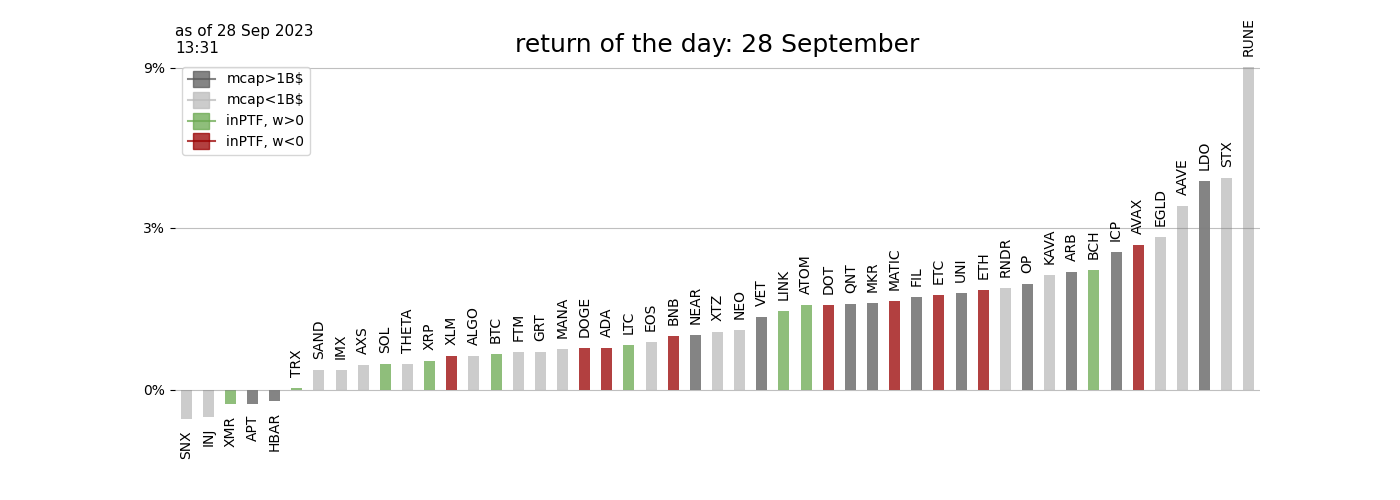 as of 28 Sep 2023
13:31
return of the day: 28 September
9%
3%
0%
mcap>1B$
mcap<1B$
inPTF, w>0
inPTF, w<0
SNX
INJ
XMR
APT
HBAR
TRX
SAND
IMX
AXS
SOL
THETA
XRP
XLM
ALGO
BTC
FTM
GRT
MANA
DOGE
ADA
LTC
EOS
BNB
NEAR
XTZ
NEO
VET
LINK
ATOM
DOT
QNT
MKR
MATIC
FIL
ETC
UNI
ETH
RNDR
OP
KAVA
ARB
BCH
ICP
AVAX
EGLD
AAVE
LDO
STX
RUNE